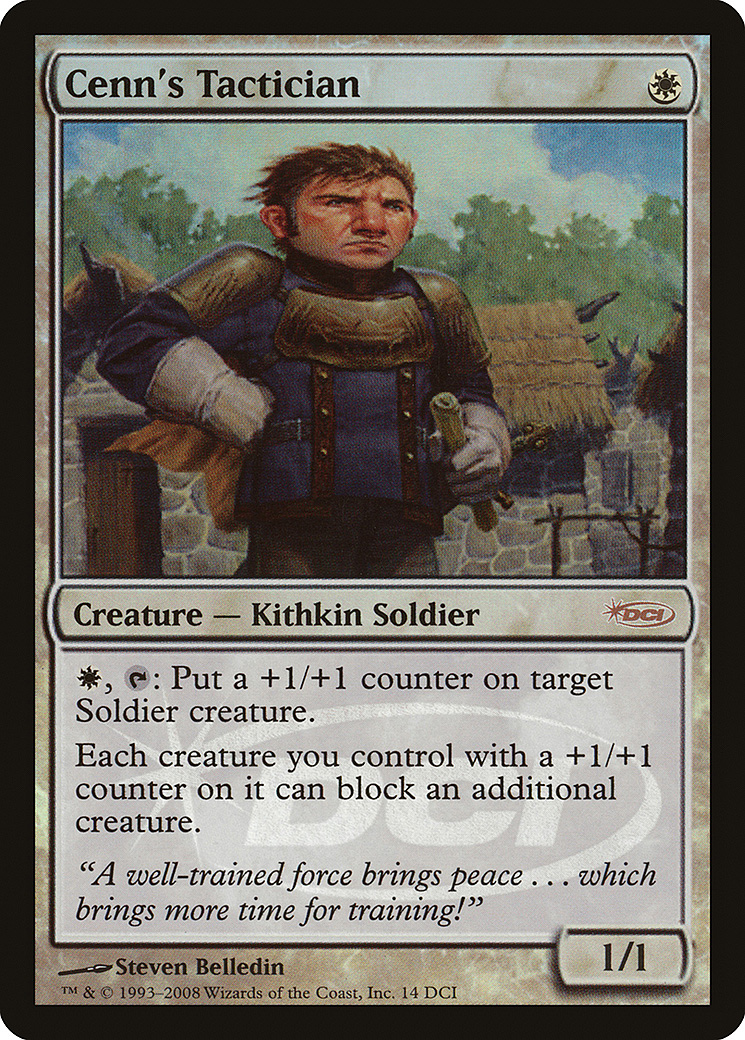 Cenn's Tactician
Creature — Kithkin Soldier
DCI
, : Put a +1/+1 counter on target
Soldier creature.
Each creature you control with a +1/+1
counter on it can block an additional
creature.
“A well-trained force brings peace . . . which
brings more time for training!”
DCI
1/1
Steven Belledin
™ & © 1993–2008 Wizards of the Coast, Inc. 14 DCI